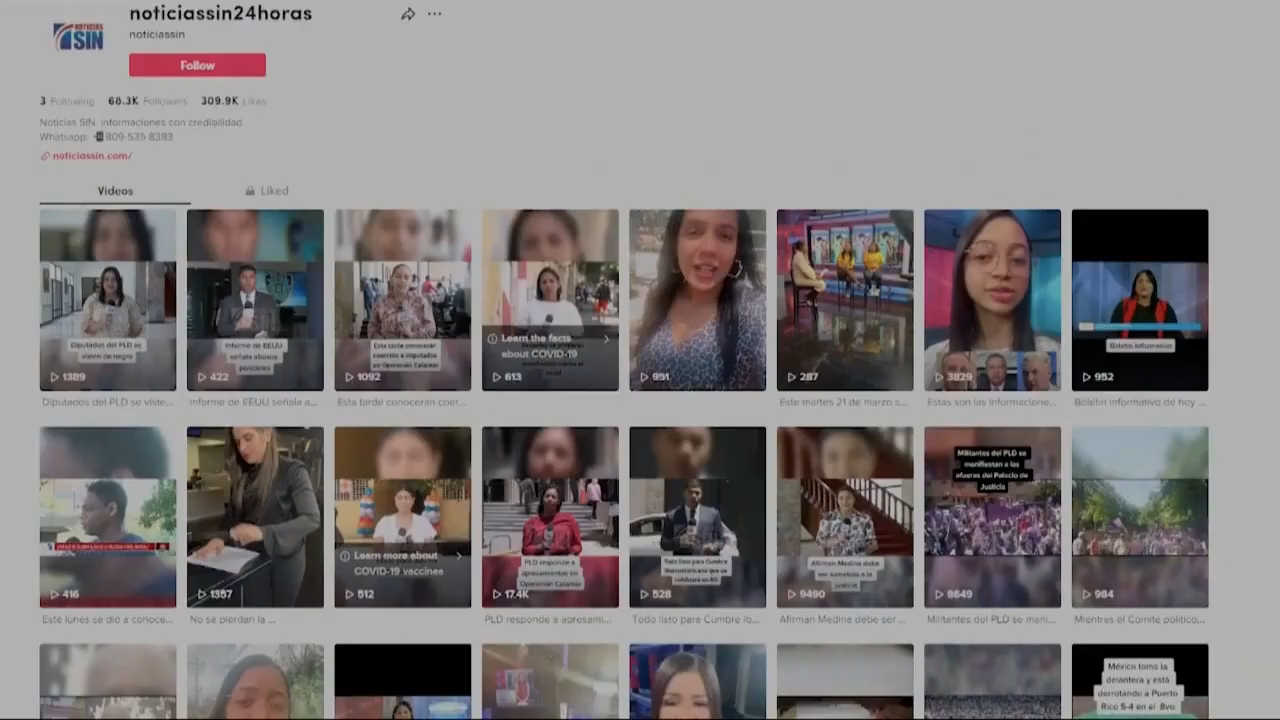 noticiassin24horas
NOTICIAS
SIN
noticiassin
Follow
3 Following 68.3K Followers 309.9K Likes
Noticias SIN, informaciones con credibilidad
Whatsapp: 809-535-8383
noticiassin.com/
Videos
Liked
Diputados del PLD se
visten de negro
1389
Informe de EEUU
señala abusos
policiales
422
Esta tarde conocerán
coerción a imputados
en Operación Calamar
1092
Learn the facts
about COVID-19
613
951
287
3829
Boletín informativo
952
Diputados del PLD se viste...
Informe de EEUU señala a...
Esta tarde conocerán coer...
Este martes 21 de marzo s...
Estas son las informacione...
Boletín informativo de hoy ...
416
1357
Learn more about
COVID-19 vaccines
512
PLD responde a
apresamientos en
Operación Calamar
17.4K
Todo listo para Cumbre
Iberoamericana que se
celebrará en RD
528
Afirman Medina debe
ser sometido a la
justicia
9490
Militantes del PLD se
manifiestan a las
afueras del Palacio de
Justicia
8649
984
Este lunes se dio a conoce...
No se pierdan la ...
PLD responde a apresami...
Todo listo para Cumbre Ib...
Afirman Medina debe ser ...
Militantes del PLD se mani...
Mientras el Comité político...
México toma la
delantera y está
derrotando a Puerto
Rico 5-4 en el 8vo.